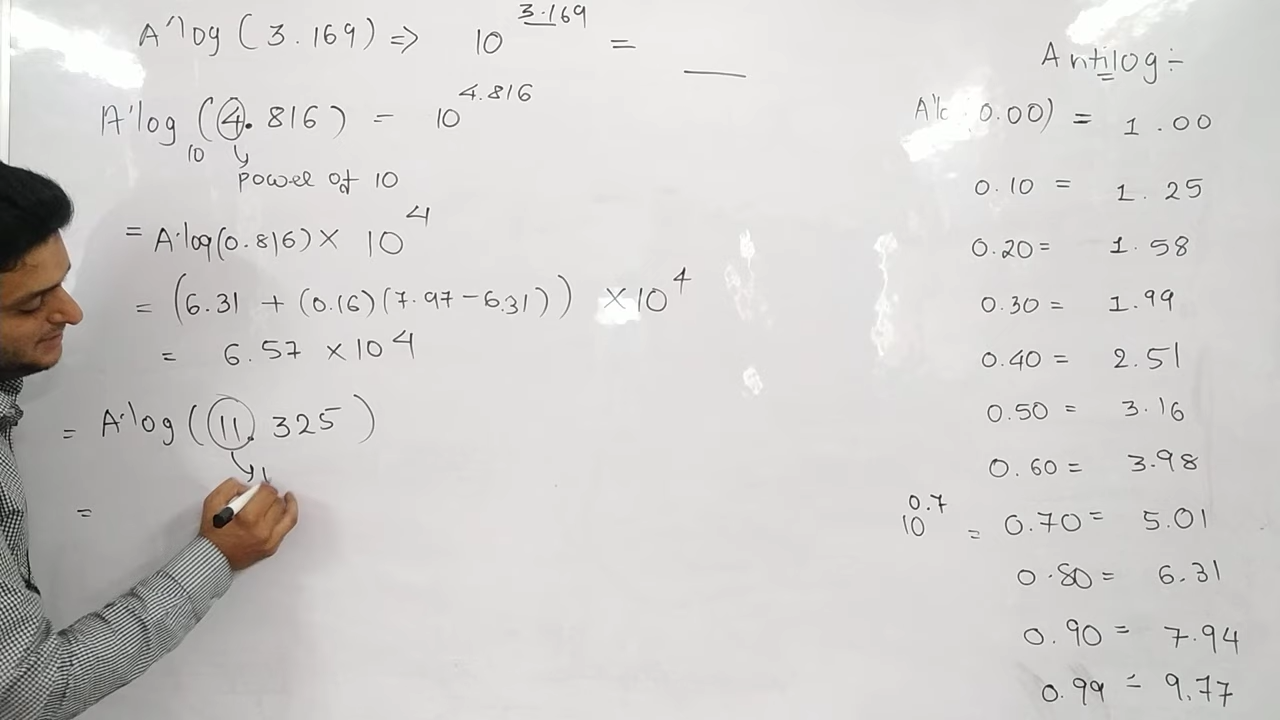 A'log (3.169) => 10^3.169 = ___
A'log₁₀ (4.816) = 10^4.816
power of 10
= A·log(0.816) × 10^4
= (6.31 + (0.16)(7.97-6.31)) ×10^4
= 6.57 ×10^4
= A·log(11.325)
=
Antilog:-
0.00) = 1.00
0.10 = 1.25
0.20 = 1.58
0.30 = 1.99
0.40 = 2.51
0.50 = 3.16
0.60 = 3.98
10^0.7 = 0.70 = 5.01
0.80 = 6.31
0.90 = 7.94
0.99 = 9.77